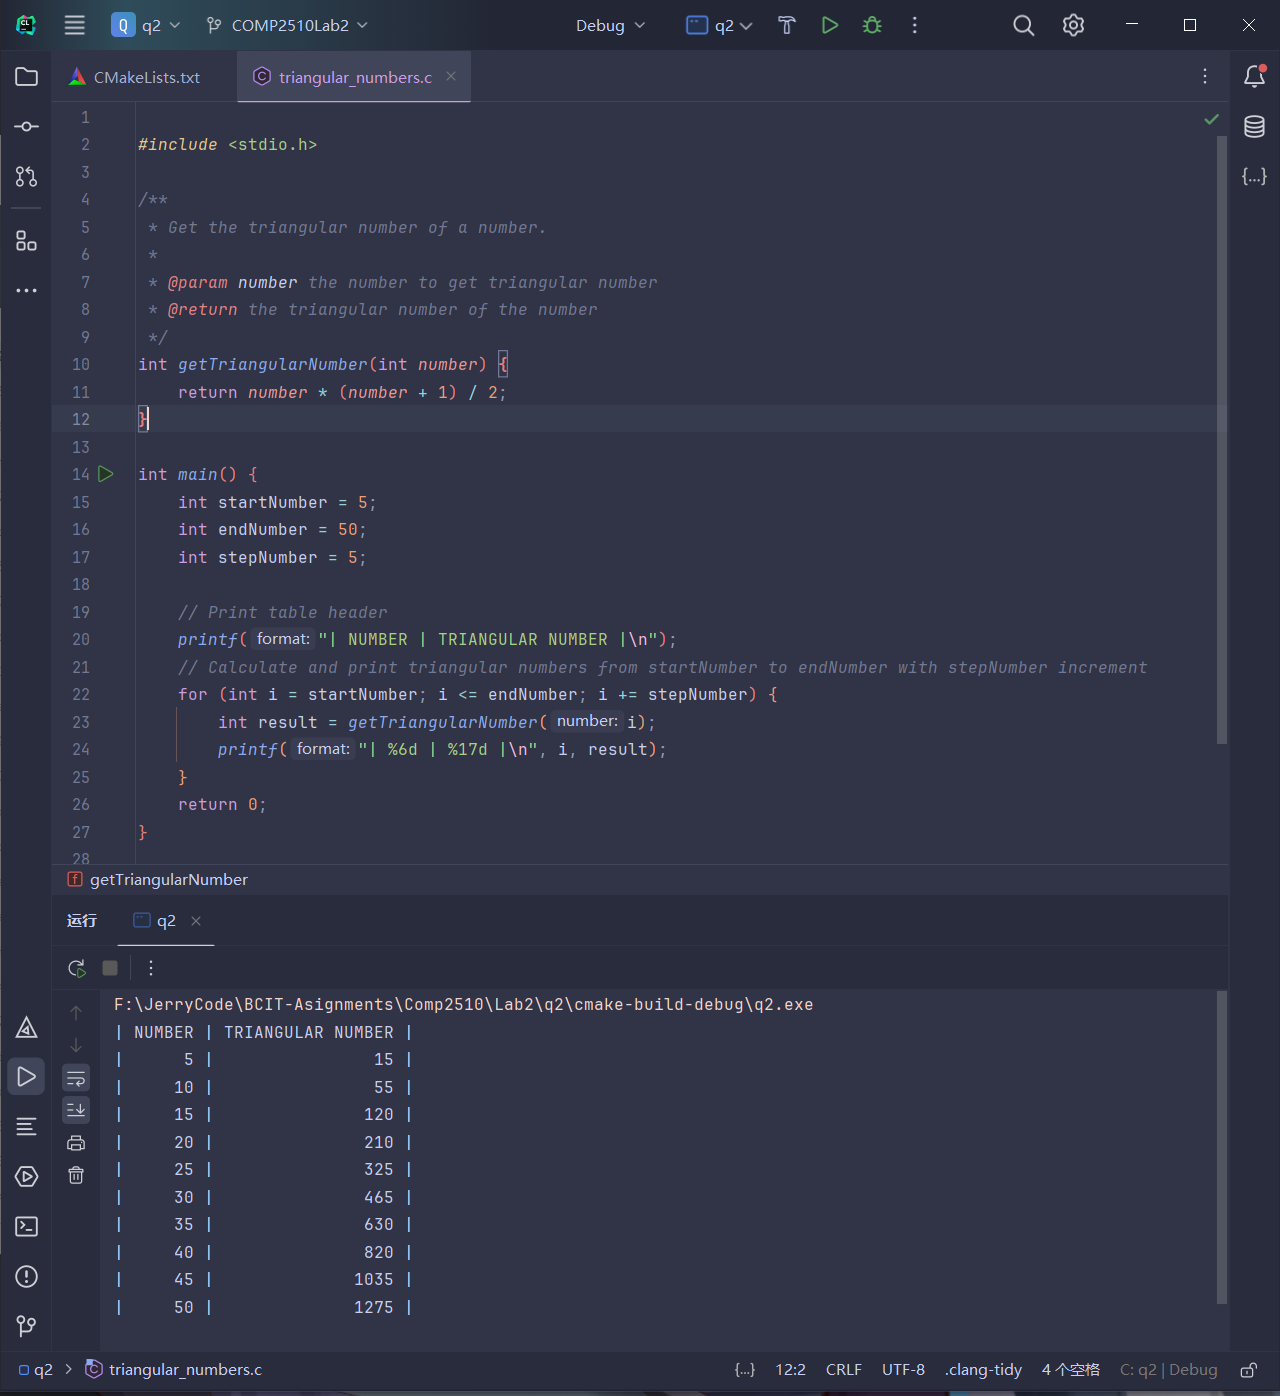 Q q2 COMP2510Lab2 Debug q2
CMakeLists.txt triangular_numbers.c
1
2 #include <stdio.h>
3
4 /**
5  * Get the triangular number of a number.
6  *
7  * @param number the number to get triangular number
8  * @return the triangular number of the number
9  */
10 int getTriangularNumber(int number) {
11     return number * (number + 1) / 2;
12 }
13
14 int main() {
15     int startNumber = 5;
16     int endNumber = 50;
17     int stepNumber = 5;
18
19     // Print table header
20     printf( format: "| NUMBER | TRIANGULAR NUMBER |\n");
21     // Calculate and print triangular numbers from startNumber to endNumber with stepNumber increment
22     for (int i = startNumber; i <= endNumber; i += stepNumber) {
23         int result = getTriangularNumber( number: i);
24         printf( format: "| %6d | %17d |\n", i, result);
25     }
26     return 0;
27 }
28
f getTriangularNumber
运行 q2
F:\JerryCode\BCIT-Asignments\Comp2510\Lab2\q2\cmake-build-debug\q2.exe
| NUMBER | TRIANGULAR NUMBER |
|      5 |                15 |
|     10 |                55 |
|     15 |               120 |
|     20 |               210 |
|     25 |               325 |
|     30 |               465 |
|     35 |               630 |
|     40 |               820 |
|     45 |              1035 |
|     50 |              1275 |
q2 > triangular_numbers.c {...} 12:2 CRLF UTF-8 .clang-tidy 4 个空格 C: q2 | Debug